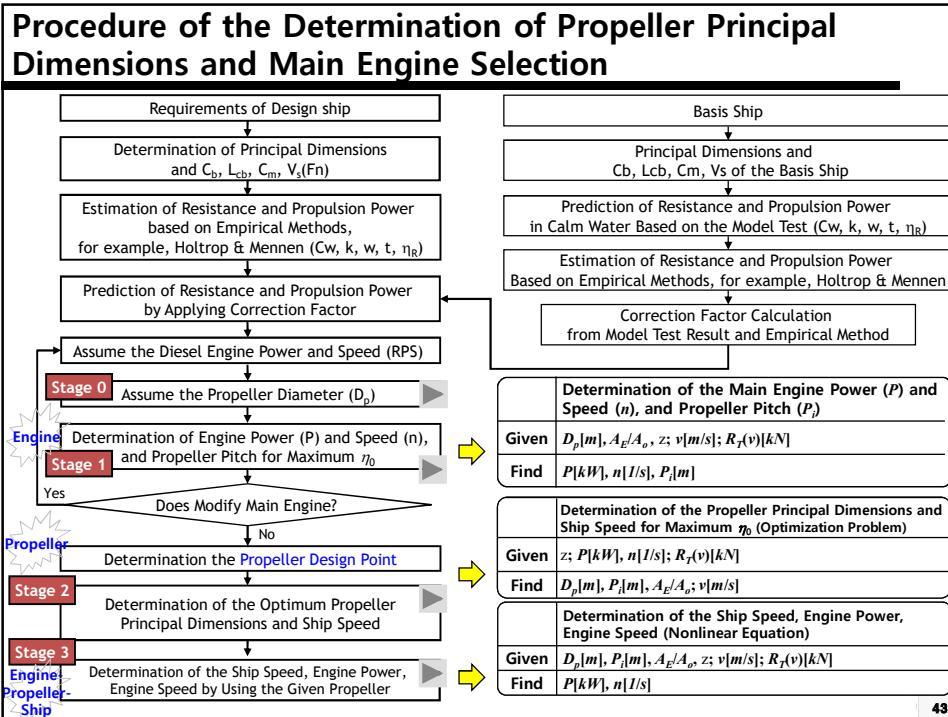 Procedure of the Determination of Propeller Principal
Dimensions and Main Engine Selection
Requirements of Design ship
Determination of Principal Dimensions
and Cb, Lcb, Cm, Vs(Fn)
Estimation of Resistance and Propulsion Power
based on Empirical Methods,
for example, Holtrop & Mennen (Cw, k, w, t, ηR)
Prediction of Resistance and Propulsion Power
by Applying Correction Factor
Assume the Diesel Engine Power and Speed (RPS)
Stage 0
Assume the Propeller Diameter (Dp)
Engine
Determination of Engine Power (P) and Speed (n),
and Propeller Pitch for Maximum η0
Stage 1
Yes
Does Modify Main Engine?
No
Propeller
Determination the Propeller Design Point
Stage 2
Determination of the Optimum Propeller
Principal Dimensions and Ship Speed
Stage 3
Engine-
Propeller-
Ship
Determination of the Ship Speed, Engine Power,
Engine Speed by Using the Given Propeller
Basis Ship
Principal Dimensions and
Cb, Lcb, Cm, Vs of the Basis Ship
Prediction of Resistance and Propulsion Power
in Calm Water Based on the Model Test (Cw, k, w, t, ηR)
Estimation of Resistance and Propulsion Power
Based on Empirical Methods, for example, Holtrop & Mennen
Correction Factor Calculation
from Model Test Result and Empirical Method
Determination of the Main Engine Power (P) and
Speed (n), and Propeller Pitch (Pi)
Given Dp[m], AE/Ao, z; v[m/s]; RT(v)[kN]
Find P[kW], n[1/s], Pi[m]
Determination of the Propeller Principal Dimensions and
Ship Speed for Maximum η0 (Optimization Problem)
Given z; P[kW], n[1/s]; RT(v)[kN]
Find Dp[m], Pi[m], AE/Ao; v[m/s]
Determination of the Ship Speed, Engine Power,
Engine Speed (Nonlinear Equation)
Given Dp[m], Pi[m], AE/Ao, z; v[m/s]; RT(v)[kN]
Find P[kW], n[1/s]
43